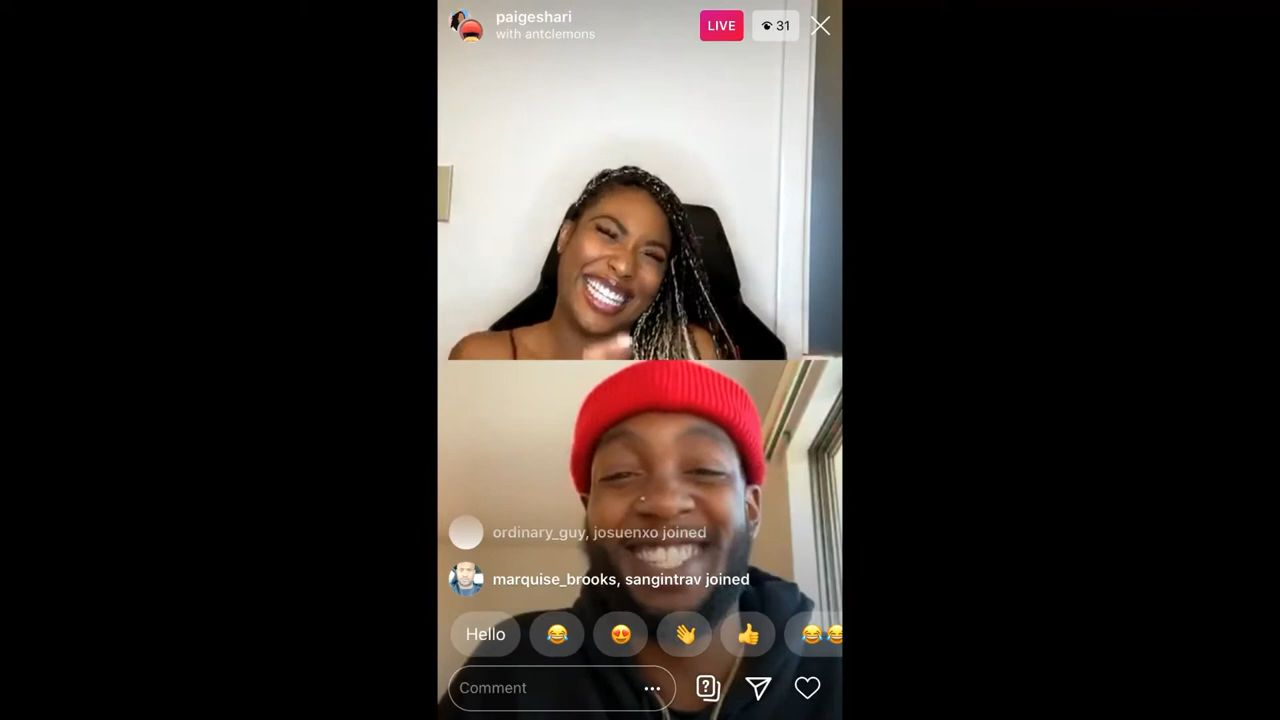 paigeshari
with antclemons
LIVE
31
ordinary_guy, josuenxo joined
marquise_brooks, sangintrav joined
Hello
Comment